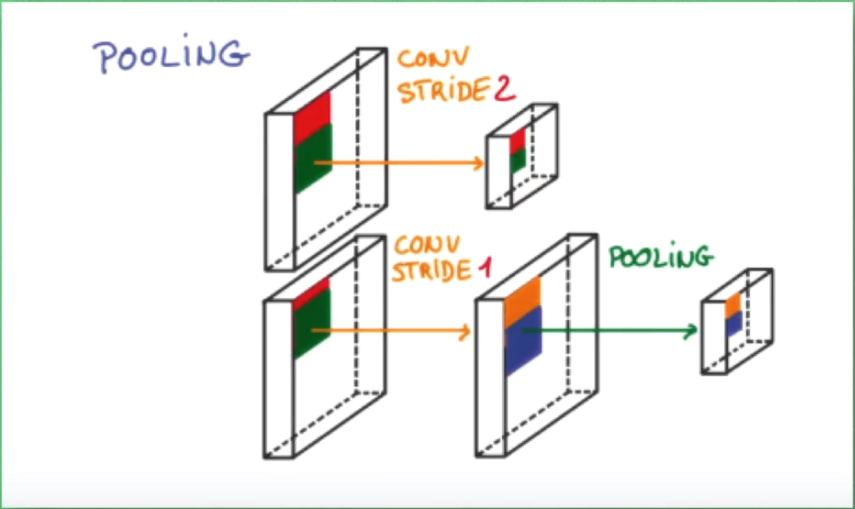 POOLiNG
CONV
STRiDE 2
CONV
STRiDE 1
POOLiNG